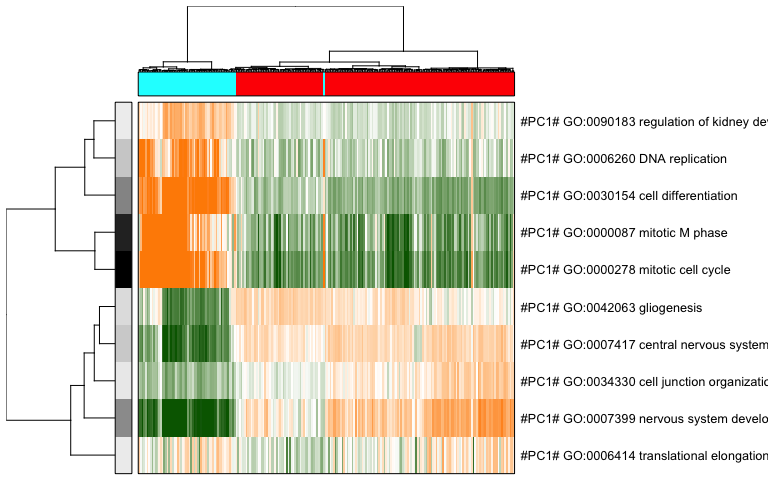 #PC1# GO:0090183 regulation of kidney dev
#PC1# GO:0006260 DNA replication
#PC1# GO:0030154 cell differentiation
#PC1# GO:0000087 mitotic M phase
#PC1# GO:0000278 mitotic cell cycle
#PC1# GO:0042063 gliogenesis
#PC1# GO:0007417 central nervous system
#PC1# GO:0034330 cell junction organizatio
#PC1# GO:0007399 nervous system develo
#PC1# GO:0006414 translational elongation